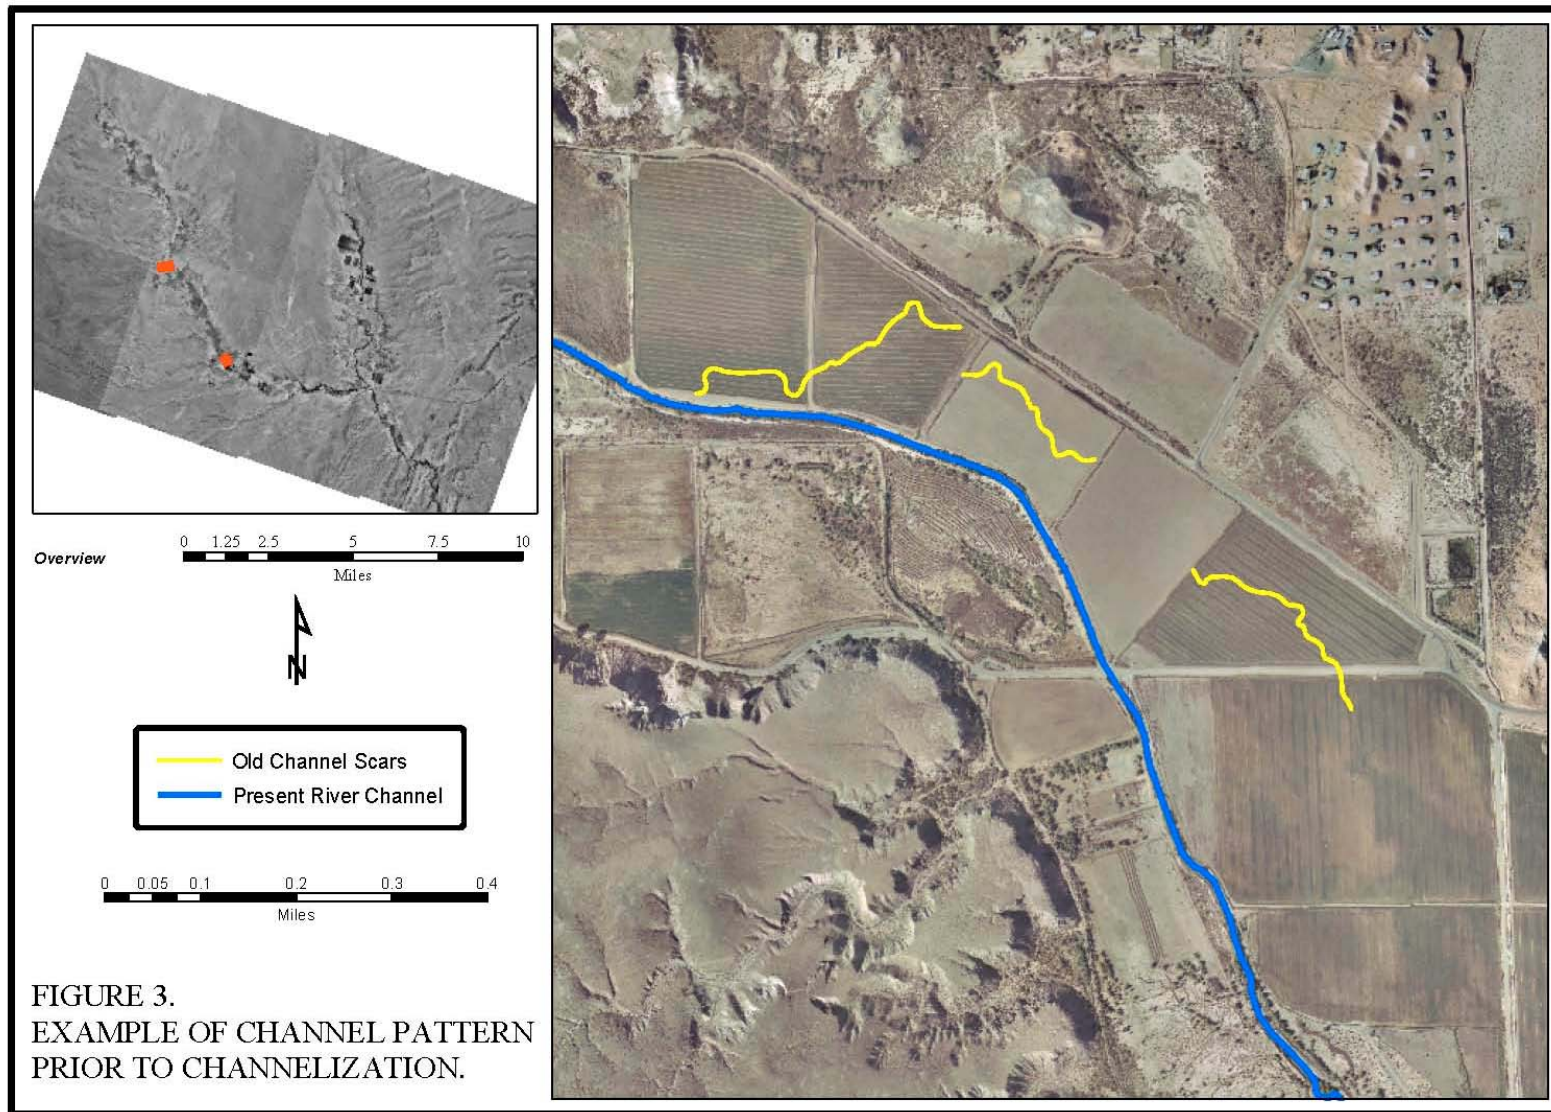 Overview
0 1.25 2.5 5 7.5 10
Miles
N
Old Channel Scars
Present River Channel
0 0.05 0.1 0.2 0.3 0.4
Miles
FIGURE 3.
EXAMPLE OF CHANNEL PATTERN
PRIOR TO CHANNELIZATION.